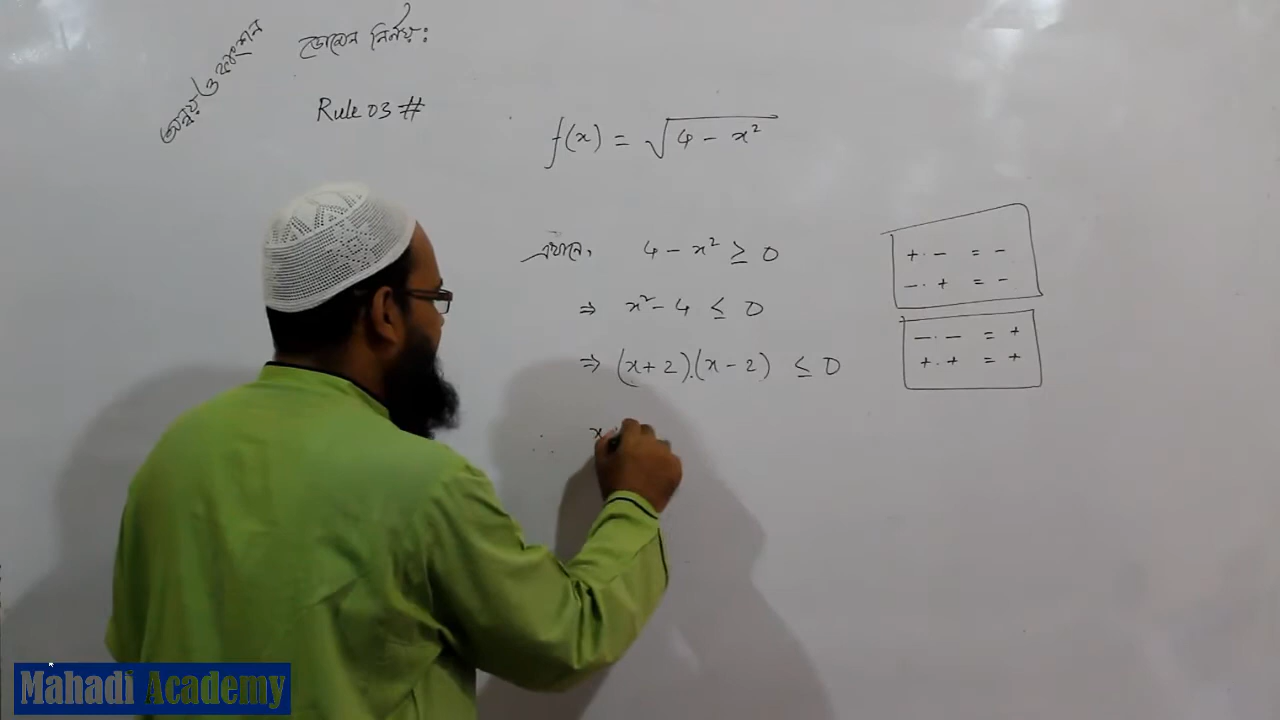 অন্বয় ও ফাংশন
ডোমেন নির্ণয়:
Rule 03 #
f(x) = √(4 - x²)
এখানে, 4 - x² ≥ 0
⇒ x² - 4 ≤ 0
⇒ (x + 2).(x - 2) ≤ 0
x
+ . - = -
- . + = -
- . - = +
+ . + = +
Mahadi Academy